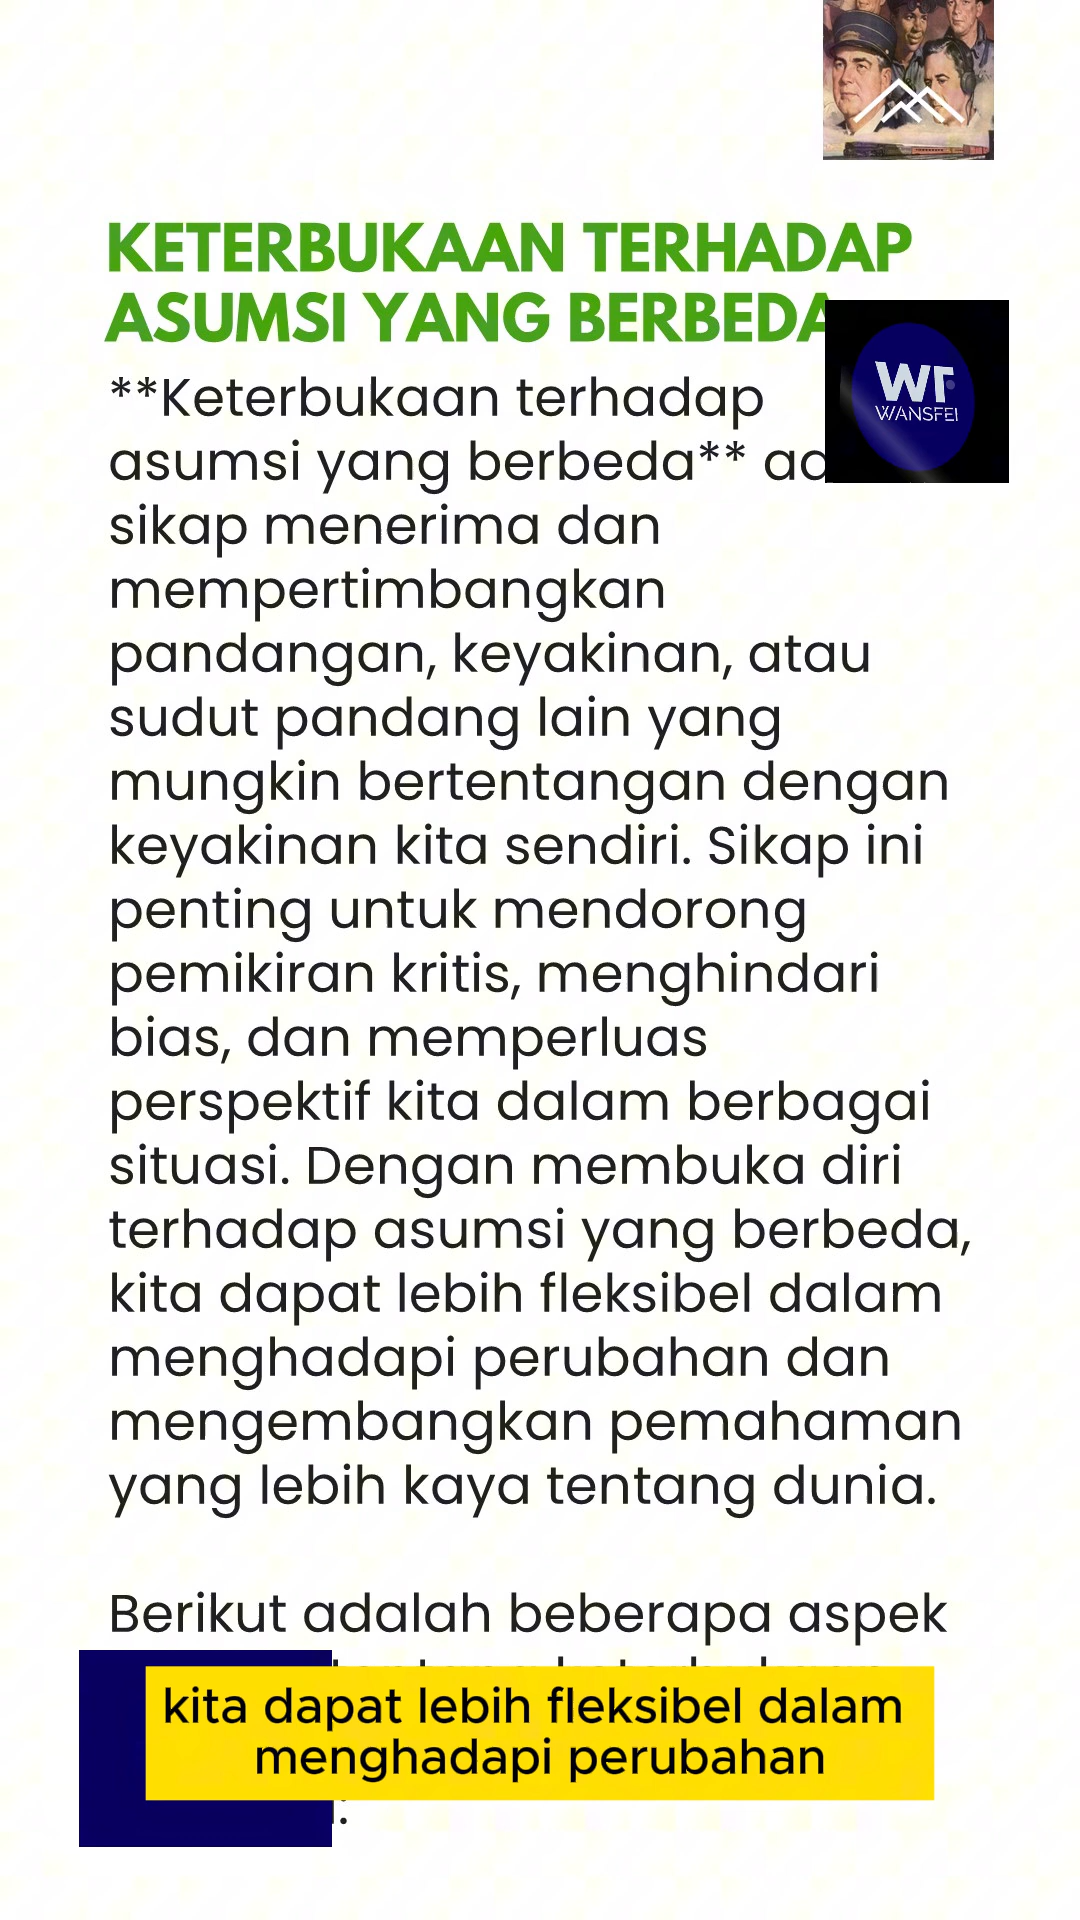 KETERBUKAAN TERHADAP
ASUMSI YANG BERBEDA
WF
WANSFEI
**Keterbukaan terhadap
asumsi yang berbeda**
sikap menerima dan
mempertimbangkan
pandangan, keyakinan, atau
sudut pandang lain yang
mungkin bertentangan dengan
keyakinan kita sendiri. Sikap ini
penting untuk mendorong
pemikiran kritis, menghindari
bias, dan memperluas
perspektif kita dalam berbagai
situasi. Dengan membuka diri
terhadap asumsi yang berbeda,
kita dapat lebih fleksibel dalam
menghadapi perubahan dan
mengembangkan pemahaman
yang lebih kaya tentang dunia.
Berikut adalah beberapa aspek
kita dapat lebih fleksibel dalam
menghadapi perubahan